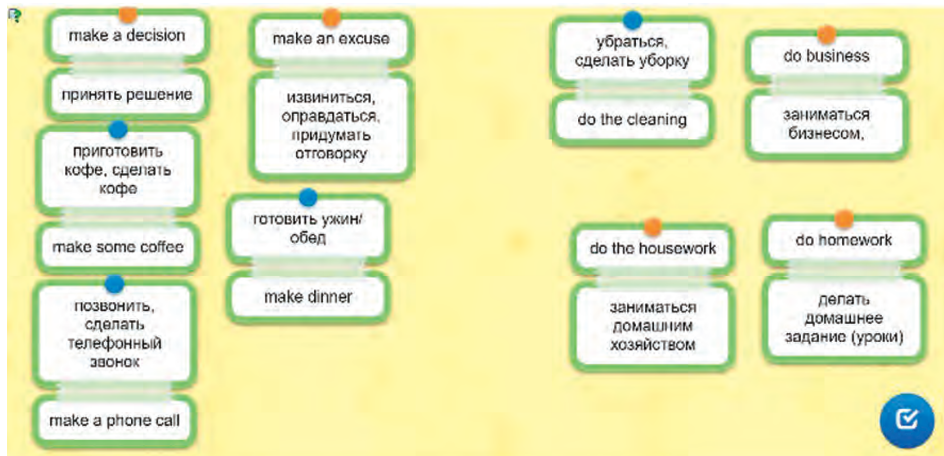 make a decision
принять решение
приготовить
кофе, сделать
кофе
make some coffee
позвонить,
сделать
телефонный
звонок
make a phone call
make an excuse
извиниться,
оправдаться,
придумать
отговорку
готовить ужин/
обед
make dinner
убраться,
сделать уборку
do the cleaning
do business
заниматься
бизнесом,
do the housework
заниматься
домашним
хозяйством
do homework
делать
домашнее
задание (уроки)